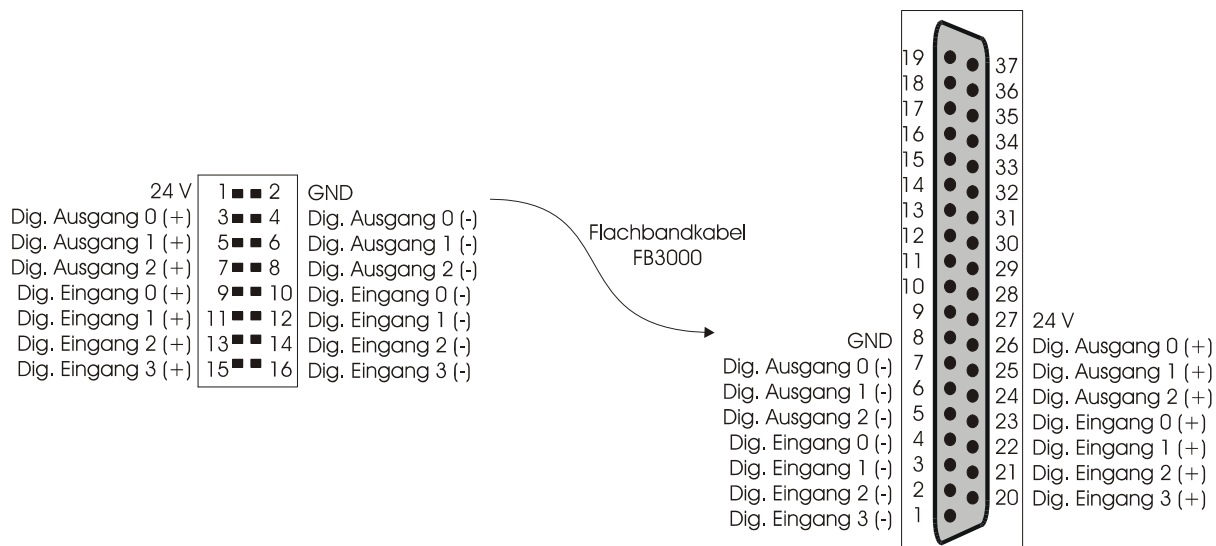 24 V 1 2 GND
Dig. Ausgang 0 (+) 3 4 Dig. Ausgang 0 (-)
Dig. Ausgang 1 (+) 5 6 Dig. Ausgang 1 (-)
Dig. Ausgang 2 (+) 7 8 Dig. Ausgang 2 (-)
Dig. Eingang 0 (+) 9 10 Dig. Eingang 0 (-)
Dig. Eingang 1 (+) 11 12 Dig. Eingang 1 (-)
Dig. Eingang 2 (+) 13 14 Dig. Eingang 2 (-)
Dig. Eingang 3 (+) 15 16 Dig. Eingang 3 (-)
Flachbandkabel
FB3000
19
37
18
36
17
35
16
34
15
33
14
32
13
31
12
30
11
29
10
28
9
27 24 V
GND 8
26 Dig. Ausgang 0 (+)
Dig. Ausgang 0 (-) 7
25 Dig. Ausgang 1 (+)
Dig. Ausgang 1 (-) 6
24 Dig. Ausgang 2 (+)
Dig. Ausgang 2 (-) 5
23 Dig. Eingang 0 (+)
Dig. Eingang 0 (-) 4
22 Dig. Eingang 1 (+)
Dig. Eingang 1 (-) 3
21 Dig. Eingang 2 (+)
Dig. Eingang 2 (-) 2
20 Dig. Eingang 3 (+)
Dig. Eingang 3 (-) 1